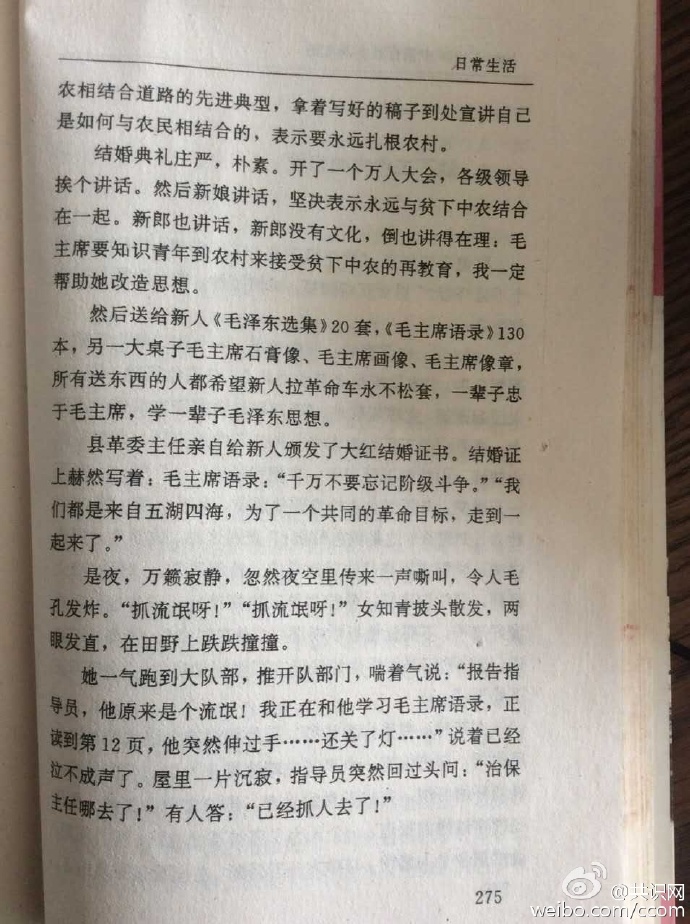 日常生活
农相结合道路的先进典型，拿着写好的稿子到处宣讲自己
是如何与农民相结合的，表示要永远扎根农村。
结婚典礼庄严，朴素。开了一个万人大会，各级领导
挨个讲话。然后新娘讲话，坚决表示永远与贫下中农结合
在一起。新郎也讲话，新郎没有文化，倒也讲得在理：毛
主席要知识青年到农村来接受贫下中农的再教育，我一定
帮助她改造思想。
然后送给新人《毛泽东选集》20套，《毛主席语录》130
本，另一大桌子毛主席石膏像、毛主席画像、毛主席像章，
所有送东西的人都希望新人拉革命车永不松套，一辈子忠
于毛主席，学一辈子毛泽东思想。
县革委主任亲自给新人颁发了大红结婚证书。结婚证
上赫然写着：毛主席语录：“千万不要忘记阶级斗争。”“我
们都是来自五湖四海，为了一个共同的革命目标，走到一
起来了。”
是夜，万籁寂静，忽然夜空里传来一声嘶叫，令人毛
孔发炸。“抓流氓呀！”“抓流氓呀！”女知青披头散发，两
眼发直，在田野上跌跌撞撞。
她一气跑到大队部，推开队部门，喘着气说：“报告指
导员，他原来是个流氓！我正在和他学习毛主席语录，正
读到第12页，他突然伸过手……还关了灯……”说着已经
泣不成声了。屋里一片沉寂，指导员突然回过头问：“治保
主任哪去了！”有人答：“已经抓人去了！”
275
@共识网
weibo.com/ccom